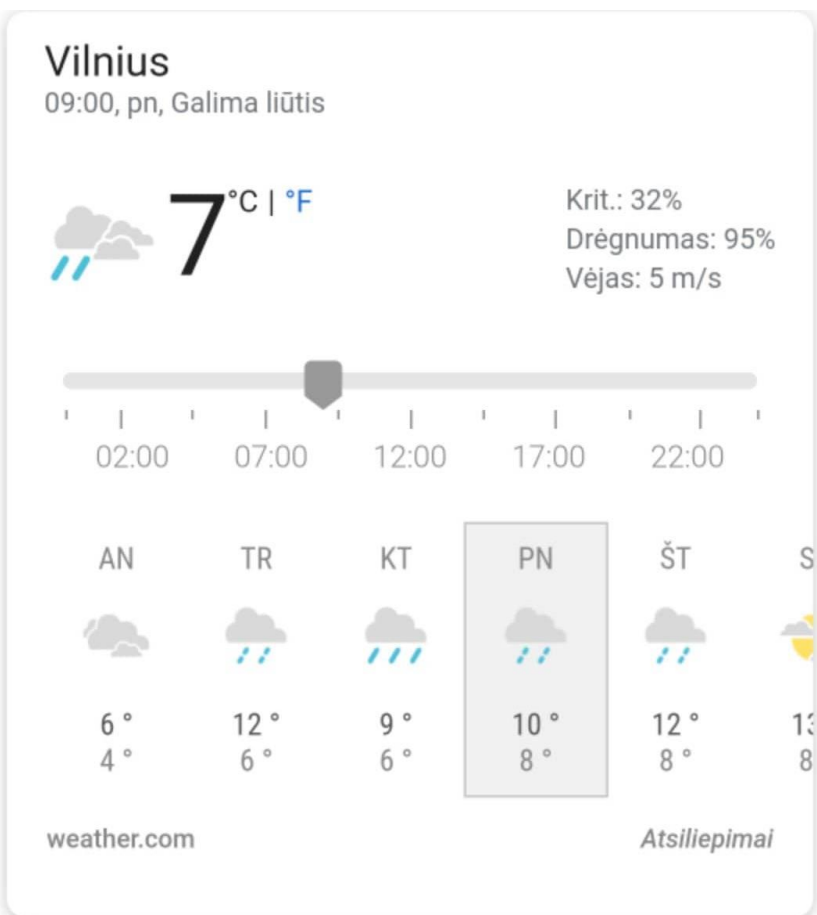 Vilnius
09:00, pn, Galima liūtis
7 °C | °F
Krit.: 32%
Drėgnumas: 95%
Vėjas: 5 m/s
02:00 07:00 12:00 17:00 22:00
AN TR KT PN ŠT S
6 ° 12 ° 9 ° 10 ° 12 ° 13
4 ° 6 ° 6 ° 8 ° 8 ° 8
weather.com Atsiliepimai